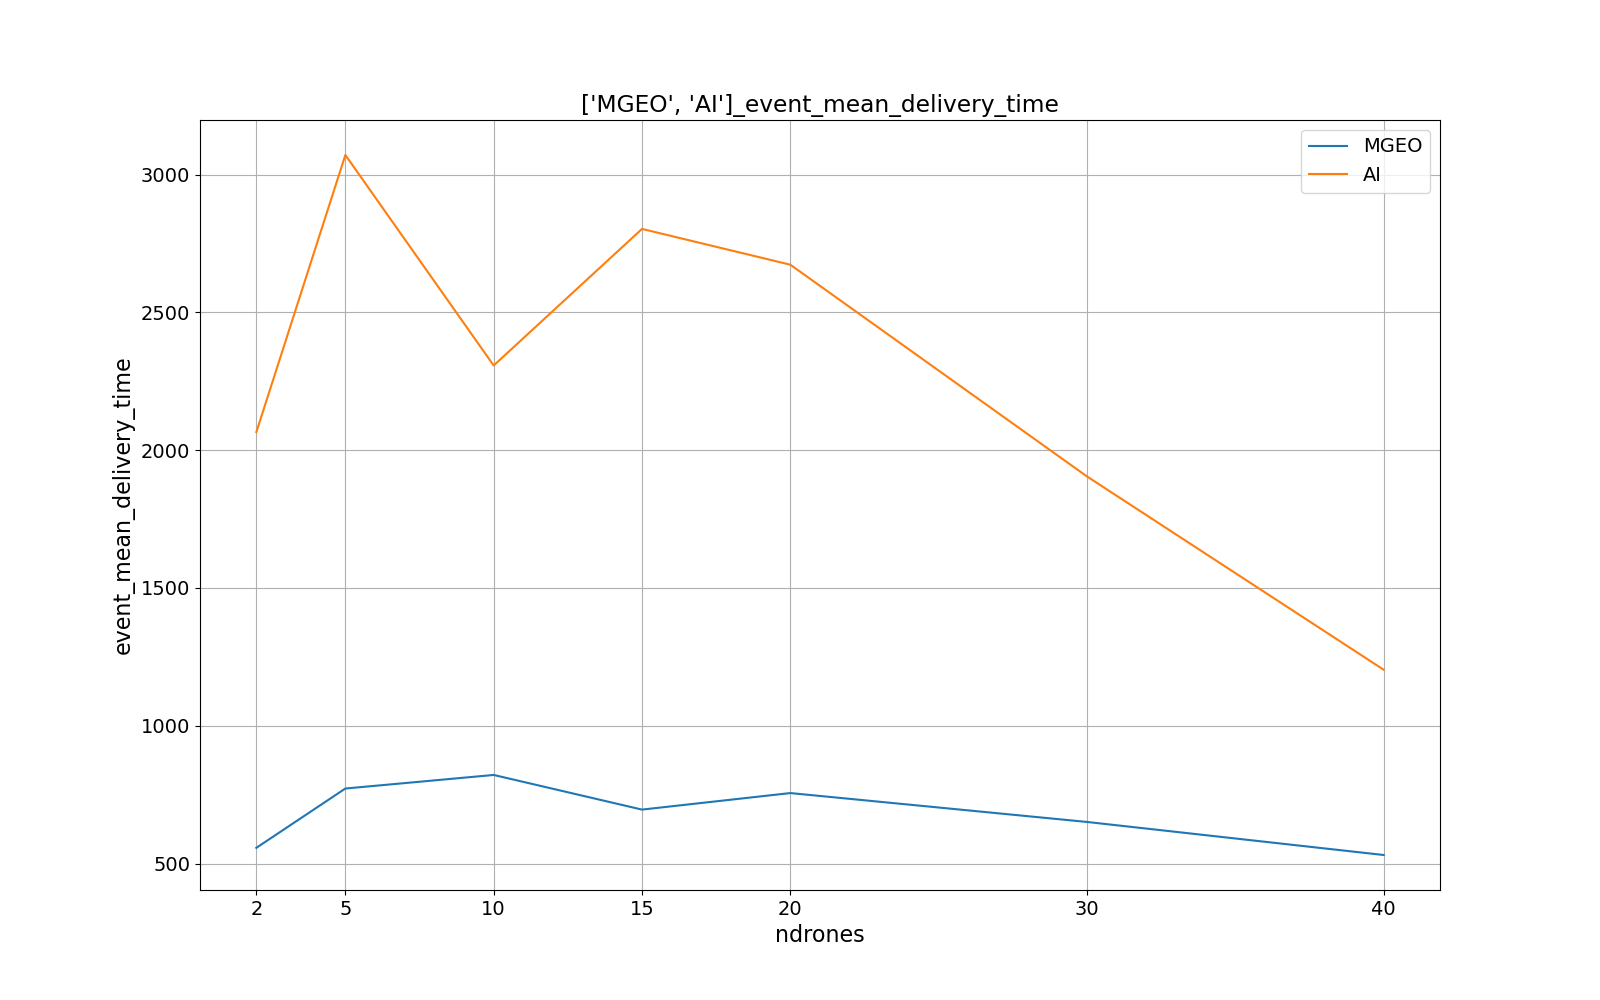 ['MGEO', 'AI']_event_mean_delivery_time
MGEO
AI
event_mean_delivery_time
3000
2500
2000
1500
1000
500
2 5 10 15 20 30 40
ndrones